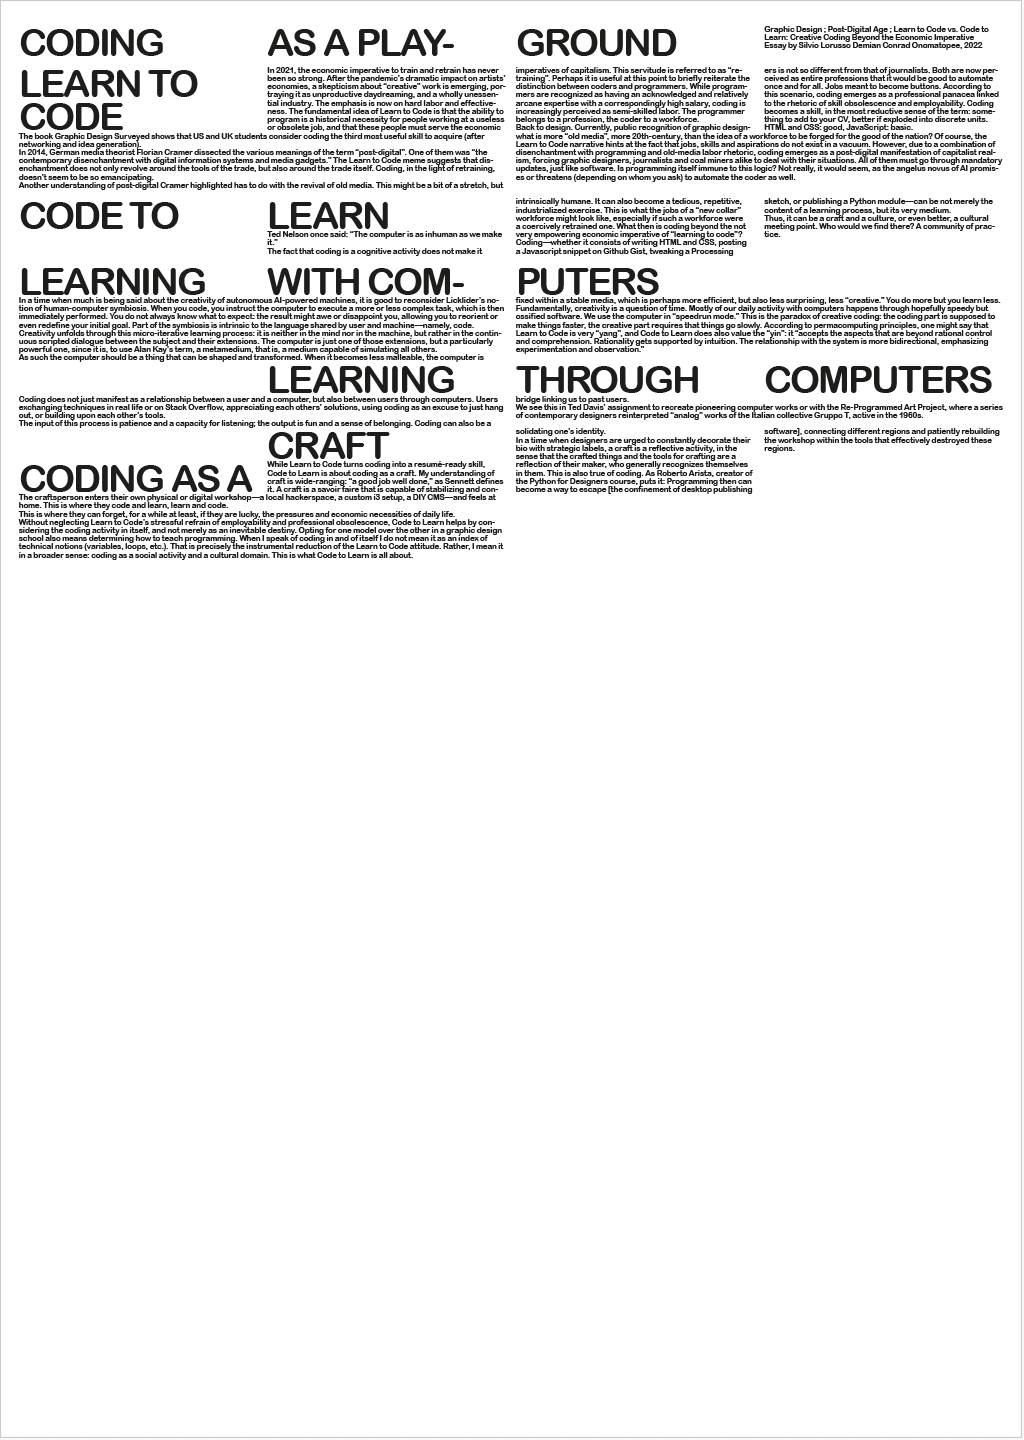 CODING
AS A PLAY-
GROUND
Graphic Design ; Post-Digital Age ; Learn to Code vs. Code to
Learn: Creative Coding Beyond the Economic Imperative
Essay by Silvio Lorusso Demian Conrad Onomatopee, 2022
LEARN TO
CODE
In 2021, the economic imperative to train and retrain has never
been so strong. After the pandemic's dramatic impact on artists'
economies, a skepticism about “creative” work is emerging, por-
traying it as unproductive daydreaming, and a wholly unessen-
tial industry. The emphasis is now on hard labor and effective-
ness. The fundamental idea of Learn to Code is that the ability to
program is a historical necessity for people working at a useless
or obsolete job, and that these people must serve the economic
imperatives of capitalism. This servitude is referred to as “re-
training”. Perhaps it is useful at this point to briefly reiterate the
distinction between coders and programmers. While program-
mers are recognized as having an acknowledged and relatively
arcane expertise with a correspondingly high salary, coding is
increasingly perceived as semi-skilled labor. The programmer
belongs to a profession, the coder to a workforce.
Back to design. Currently, public recognition of graphic design-
ers is not so different from that of journalists. Both are now per-
ceived as entire professions that it would be good to automate
once and for all. Jobs meant to become buttons. According to
this scenario, coding emerges as a professional panacea linked
to the rhetoric of skill obsolescence and employability. Coding
becomes a skill, in the most reductive sense of the term: some-
thing to add to your CV, better if exploded into discrete units.
HTML and CSS: good, JavaScript: basic.
The book Graphic Design Surveyed shows that US and UK students consider coding the third most useful skill to acquire (after
networking and idea generation).
In 2014, German media theorist Florian Cramer dissected the various meanings of the term “post-digital”. One of them was “the
contemporary disenchantment with digital information systems and media gadgets.” The Learn to Code meme suggests that dis-
enchantment does not only revolve around the tools of the trade, but also around the trade itself. Coding, in the light of retraining,
doesn't seem to be so emancipating.
Another understanding of post-digital Cramer highlighted has to do with the revival of old media. This might be a bit of a stretch, but
what is more “old media”, more 20th-century, than the idea of a workforce to be forged for the good of the nation? Of course, the
Learn to Code narrative hints at the fact that jobs, skills and aspirations do not exist in a vacuum. However, due to a combination of
disenchantment with programming and old-media labor rhetoric, coding emerges as a post-digital manifestation of capitalist real-
ism, forcing graphic designers, journalists and coal miners alike to deal with their situations. All of them must go through mandatory
updates, just like software. Is programming itself immune to this logic? Not really, it would seem, as the angelus novus of AI promis-
es or threatens (depending on whom you ask) to automate the coder as well.
CODE TO
LEARN
Ted Nelson once said: “The computer is as inhuman as we make
it.”
The fact that coding is a cognitive activity does not make it
intrinsically humane. It can also become a tedious, repetitive,
industrialized exercise. This is what the jobs of a “new collar”
workforce might look like, especially if such a workforce were
a coercively retrained one. What then is coding beyond the not
very empowering economic imperative of “learning to code”?
Coding—whether it consists of writing HTML and CSS, posting
a Javascript snippet on Github Gist, tweaking a Processing
sketch, or publishing a Python module—can be not merely the
content of a learning process, but its very medium.
Thus, it can be a craft and a culture, or even better, a cultural
meeting point. Who would we find there? A community of prac-
tice.
LEARNING
WITH COM-
PUTERS
In a time when much is being said about the creativity of autonomous AI-powered machines, it is good to reconsider Licklider's no-
tion of human-computer symbiosis. When you code, you instruct the computer to execute a more or less complex task, which is then
immediately performed. You do not always know what to expect: the result might awe or disappoint you, allowing you to reorient or
even redefine your initial goal. Part of the symbiosis is intrinsic to the language shared by user and machine—namely, code.
Creativity unfolds through this micro-iterative learning process: it is neither in the mind nor in the machine, but rather in the contin-
uous scripted dialogue between the subject and their extensions. The computer is just one of those extensions, but a particularly
powerful one, since it is, to use Alan Kay's term, a metamedium, that is, a medium capable of simulating all others.
As such the computer should be a thing that can be shaped and transformed. When it becomes less malleable, the computer is
fixed within a stable media, which is perhaps more efficient, but also less surprising, less “creative.” You do more but you learn less.
Fundamentally, creativity is a question of time. Mostly of our daily activity with computers happens through hopefully speedy but
ossified software. We use the computer in “speedrun mode.” This is the paradox of creative coding: the coding part is supposed to
make things faster, the creative part requires that things go slowly. According to permacomputing principles, one might say that
Learn to Code is very “yang”, and Code to Learn does also value the “yin”: it “accepts the aspects that are beyond rational control
and comprehension. Rationality gets supported by intuition. The relationship with the system is more bidirectional, emphasizing
experimentation and observation.”
LEARNING
THROUGH
COMPUTERS
Coding does not just manifest as a relationship between a user and a computer, but also between users through computers. Users
exchanging techniques in real life or on Stack Overflow, appreciating each others' solutions, using coding as an excuse to just hang
out, or building upon each other's tools.
The input of this process is patience and a capacity for listening; the output is fun and a sense of belonging. Coding can also be a
bridge linking us to past users.
We see this in Ted Davis' assignment to recreate pioneering computer works or with the Re-Programmed Art Project, where a series
of contemporary designers reinterpreted “analog” works of the Italian collective Gruppo T, active in the 1960s.
CODING AS A
CRAFT
While Learn to Code turns coding into a resumé-ready skill,
Code to Learn is about coding as a craft. My understanding of
craft is wide-ranging: “a good job well done,” as Sennett defines
it. A craft is a savoir faire that is capable of stabilizing and con-
solidating one's identity.
In a time when designers are urged to constantly decorate their
bio with strategic labels, a craft is a reflective activity, in the
sense that the crafted things and the tools for crafting are a
reflection of their maker, who generally recognizes themselves
in them. This is also true of coding. As Roberto Arista, creator of
the Python for Designers course, puts it: Programming then can
become a way to escape [the confinement of desktop publishing
software], connecting different regions and patiently rebuilding
the workshop within the tools that effectively destroyed these
regions.
The craftsperson enters their own physical or digital workshop—a local hackerspace, a custom i3 setup, a DIY CMS—and feels at
home. This is where they code and learn, learn and code.
This is where they can forget, for a while at least, if they are lucky, the pressures and economic necessities of daily life.
Without neglecting Learn to Code's stressful refrain of employability and professional obsolescence, Code to Learn helps by con-
sidering the coding activity in itself, and not merely as an inevitable destiny. Opting for one model over the other in a graphic design
school also means determining how to teach programming. When I speak of coding in and of itself I do not mean it as an index of
technical notions (variables, loops, etc.). That is precisely the instrumental reduction of the Learn to Code attitude. Rather, I mean it
in a broader sense: coding as a social activity and a cultural domain. This is what Code to Learn is all about.